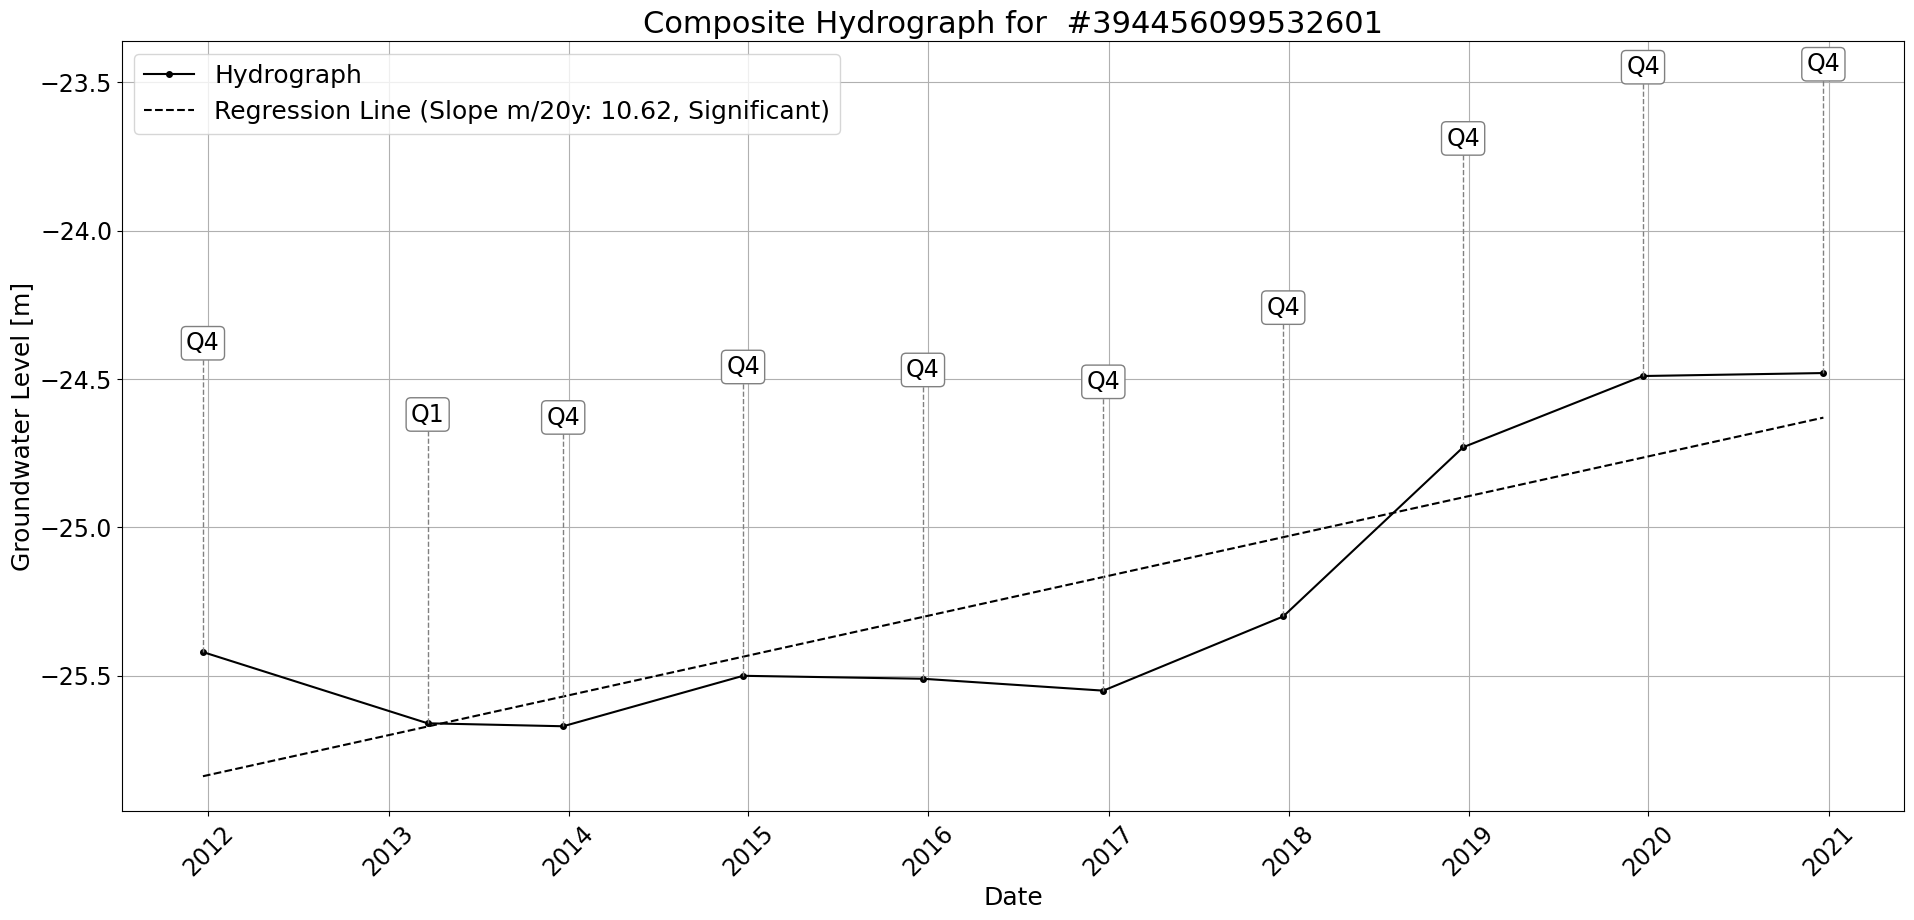 Composite Hydrograph for  #394456099532601
Hydrograph
Regression Line (Slope m/20y: 10.62, Significant)
Groundwater Level [m]
−23.5
−24.0
−24.5
−25.0
−25.5
Q4
Q1
Q4
Q4
Q4
Q4
Q4
Q4
Q4
Q4
2012
2013
2014
2015
2016
2017
2018
2019
2020
2021
Date